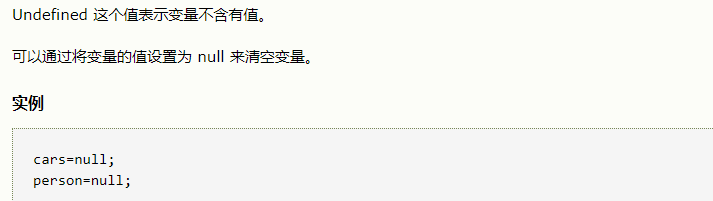 Undefined 这个值表示变量不含有值。
可以通过将变量的值设置为 null 来清空变量。
实例
cars=null;
person=null;